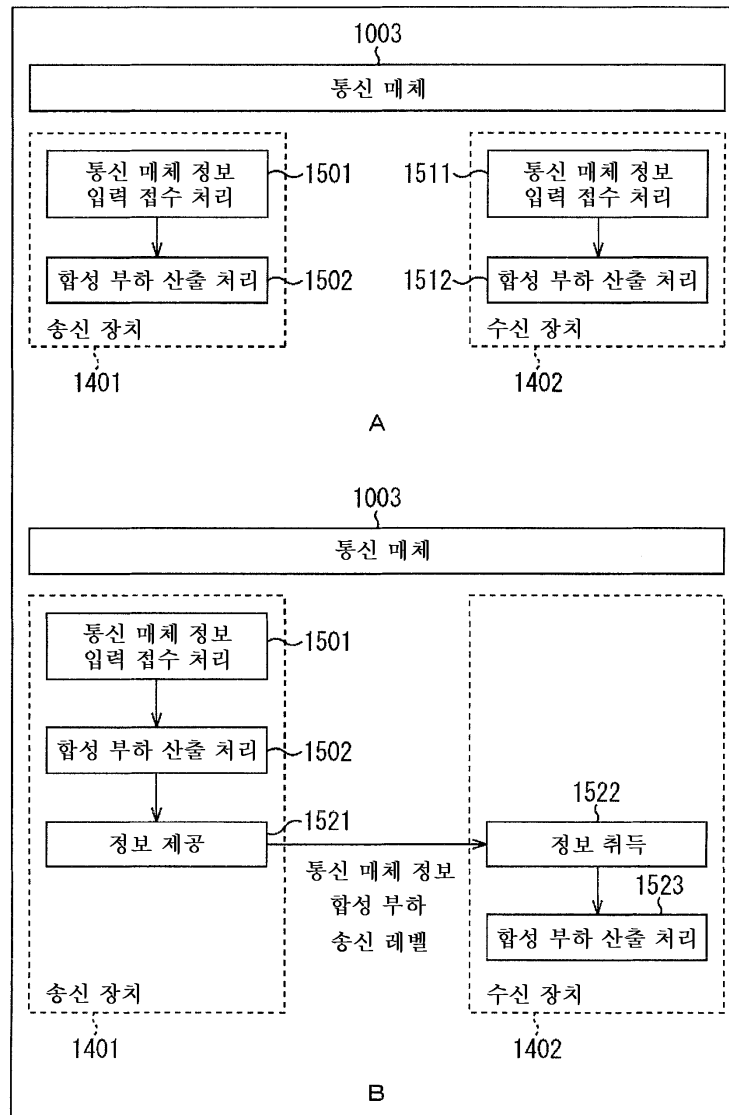 1003
통신 매체
통신 매체 정보
입력 접수 처리
1501
1511
통신 매체 정보
입력 접수 처리
합성 부하 산출 처리
1502
1512
합성 부하 산출 처리
송신 장치
수신 장치
1401
1402
A
1003
통신 매체
통신 매체 정보
입력 접수 처리
1501
합성 부하 산출 처리
1502
정보 제공
1521
통신 매체 정보
합성 부하
송신 레벨
1522
정보 취득
1523
합성 부하 산출 처리
송신 장치
수신 장치
1401
1402
B